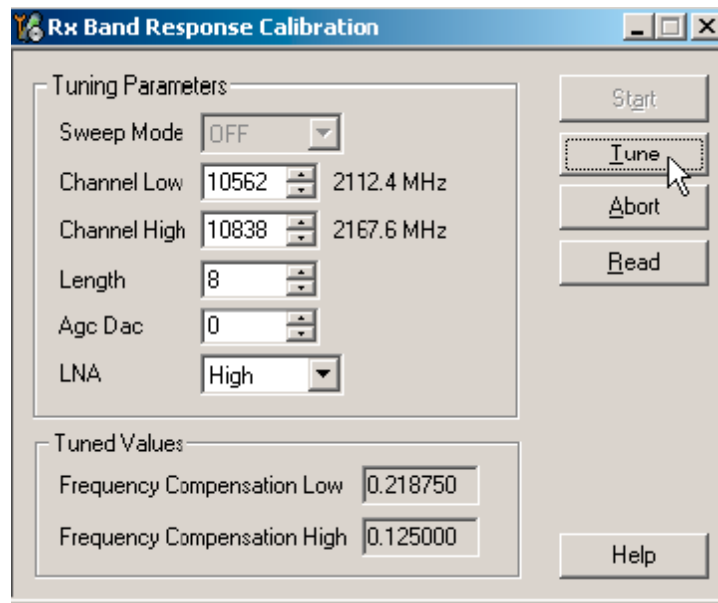 Rx Band Response Calibration
Tuning Parameters
Sweep Mode OFF
Channel Low 10562 2112.4 MHz
Channel High 10838 2167.6 MHz
Length 8
Agc Dac 0
LNA High
Start
Tune
Abort
Read
Tuned Values
Frequency Compensation Low 0.218750
Frequency Compensation High 0.125000
Help